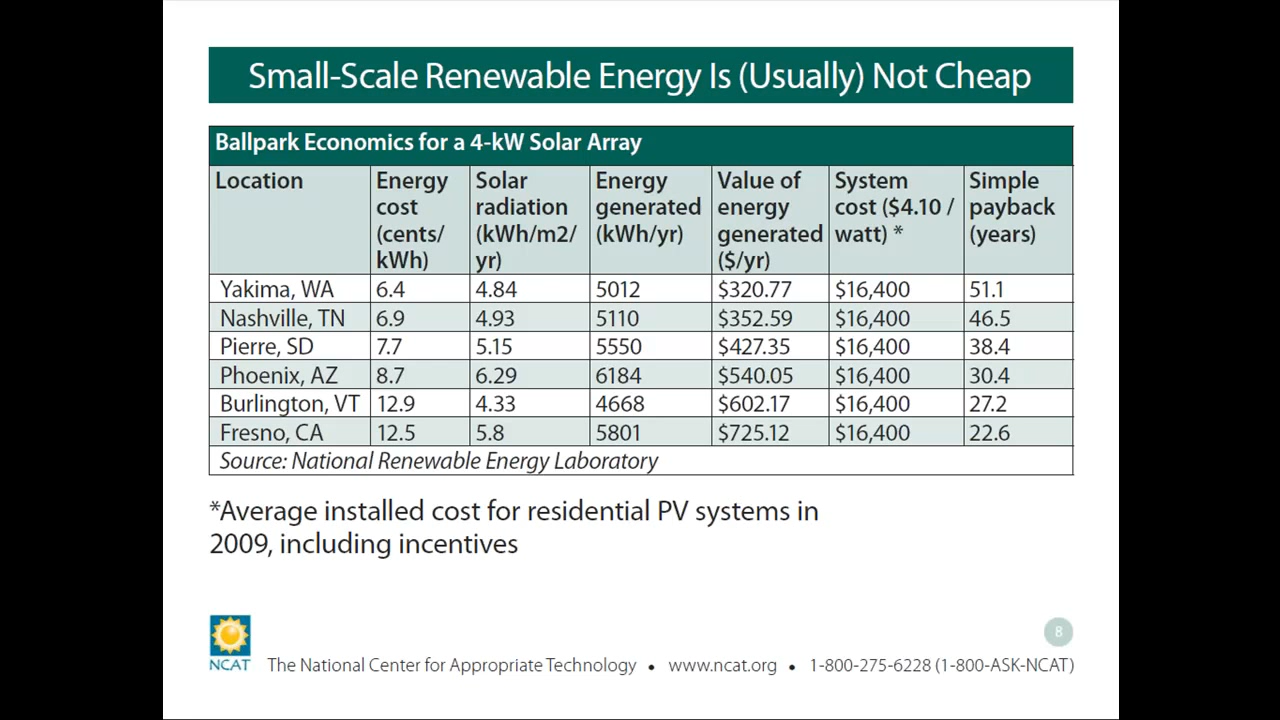 Small-Scale Renewable Energy Is (Usually) Not Cheap
Ballpark Economics for a 4-kW Solar Array
Location Energy cost (cents/ kWh) Solar radiation (kWh/m2/ yr) Energy generated (kWh/yr) Value of energy generated ($/yr) System cost ($4.10 / watt) * Simple payback (years)
Yakima, WA 6.4 4.84 5012 $320.77 $16,400 51.1
Nashville, TN 6.9 4.93 5110 $352.59 $16,400 46.5
Pierre, SD 7.7 5.15 5550 $427.35 $16,400 38.4
Phoenix, AZ 8.7 6.29 6184 $540.05 $16,400 30.4
Burlington, VT 12.9 4.33 4668 $602.17 $16,400 27.2
Fresno, CA 12.5 5.8 5801 $725.12 $16,400 22.6
Source: National Renewable Energy Laboratory
*Average installed cost for residential PV systems in
2009, including incentives
8
NCAT The National Center for Appropriate Technology • www.ncat.org • 1-800-275-6228 (1-800-ASK-NCAT)